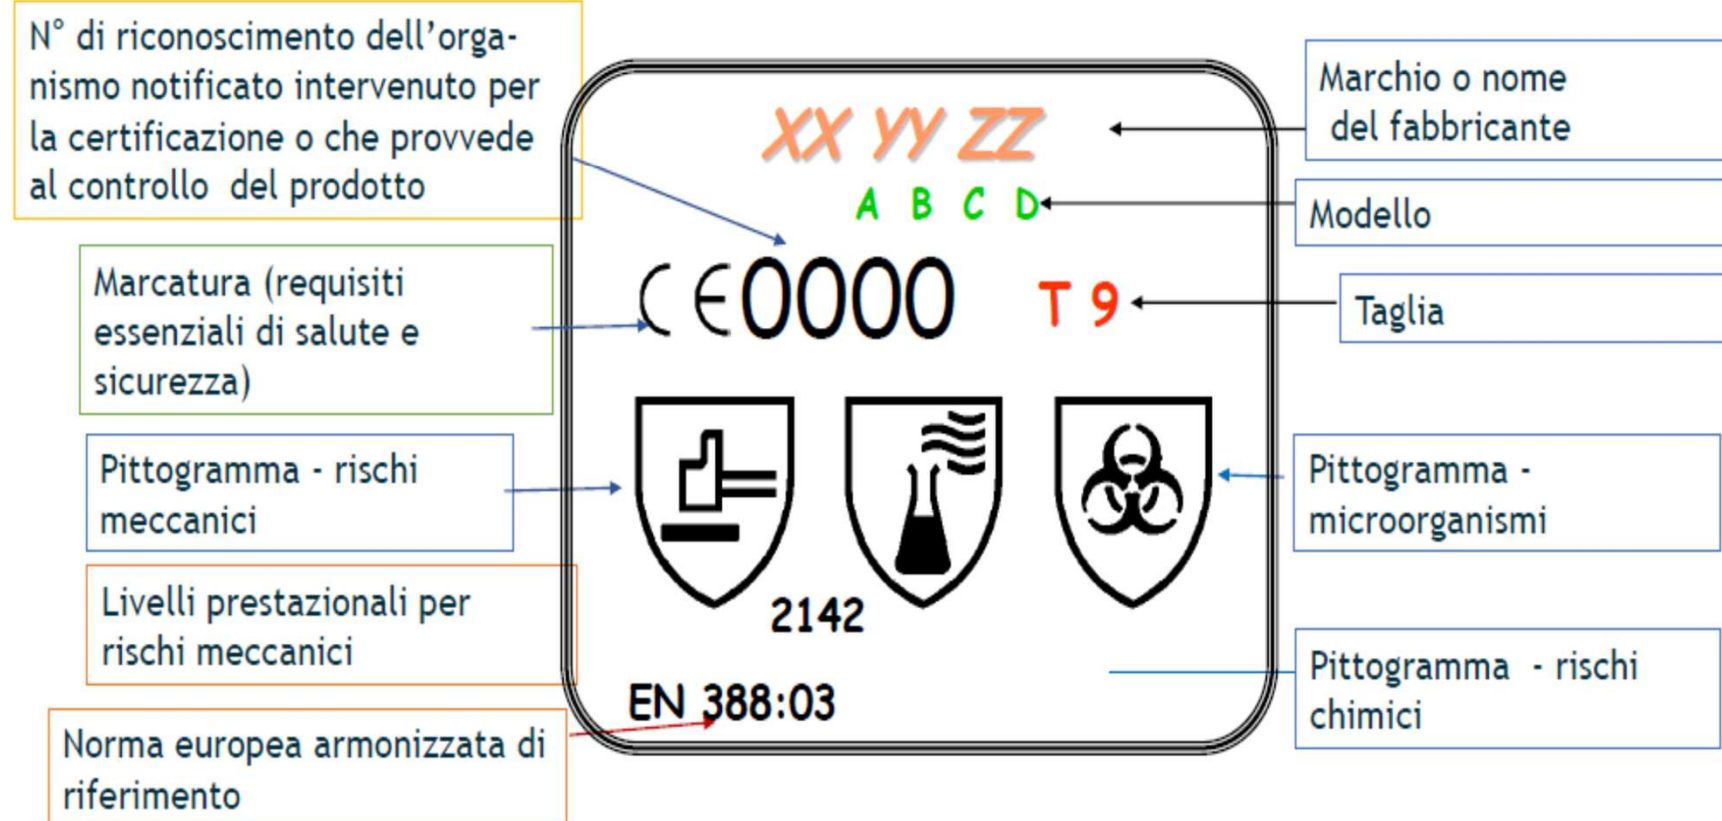 N° di riconoscimento dell'orga-
nismo notificato intervenuto per
la certificazione o che provvede
al controllo del prodotto
Marcatura (requisiti
essenziali di salute e
sicurezza)
Pittogramma - rischi
meccanici
Livelli prestazionali per
rischi meccanici
Norma europea armonizzata di
riferimento
XX YY ZZ
A B C D
CE0000 T 9
2142
EN 388:03
Marchio o nome
del fabbricante
Modello
Taglia
Pittogramma -
microorganismi
Pittogramma - rischi
chimici